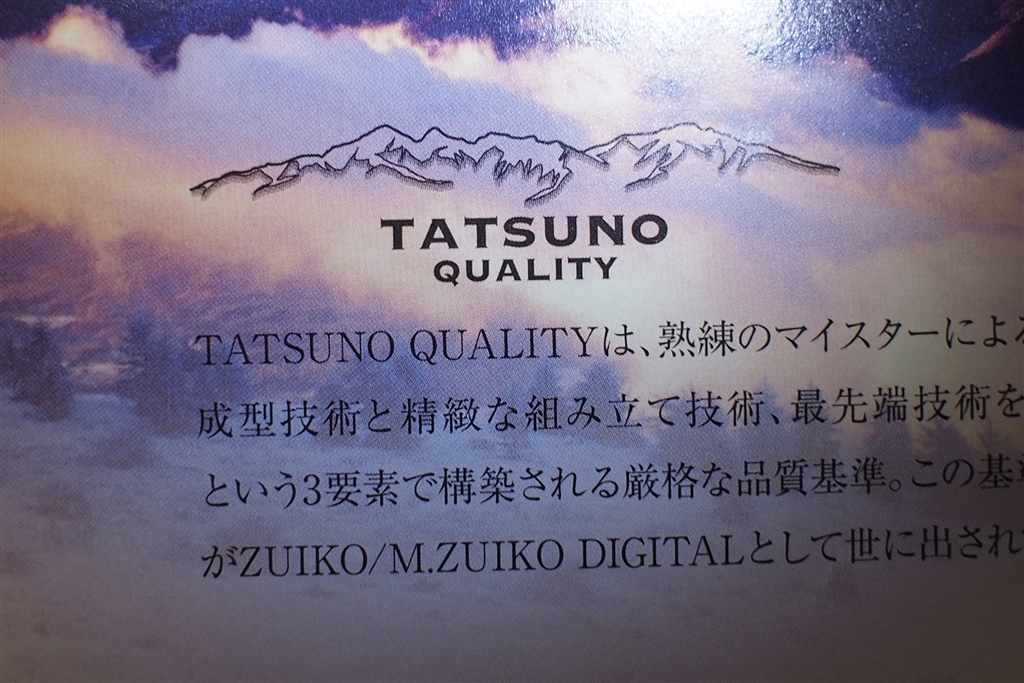 TATSUNO
QUALITY
TATSUNO QUALITYは、熟練のマイスターによる
成型技術と精緻な組み立て技術、最先端技術を
という3要素で構築される厳格な品質基準。この基準
がZUIKO/M.ZUIKO DIGITALとして世に出され